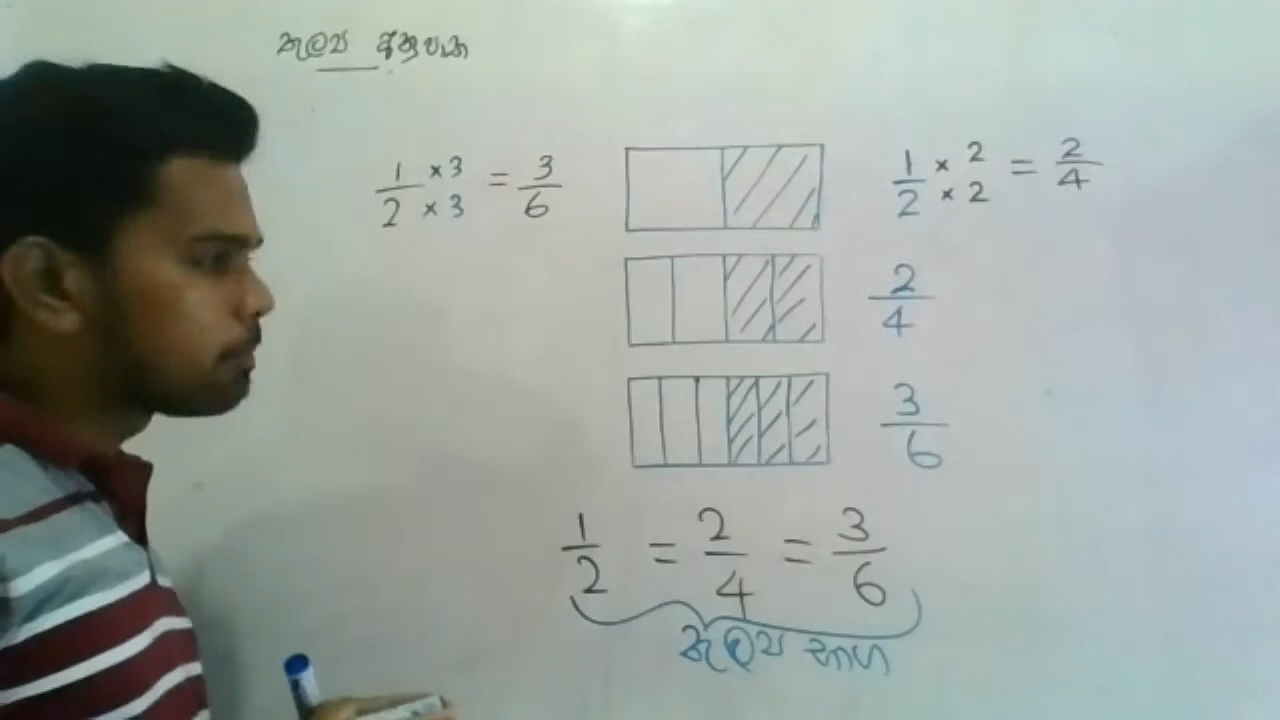 තුල්‍ය අනුපාත
1 × 3 / 2 × 3 = 3/6
1 × 2 / 2 × 2 = 2/4
2/4
3/6
1/2 = 2/4 = 3/6
තුල්‍ය භාග